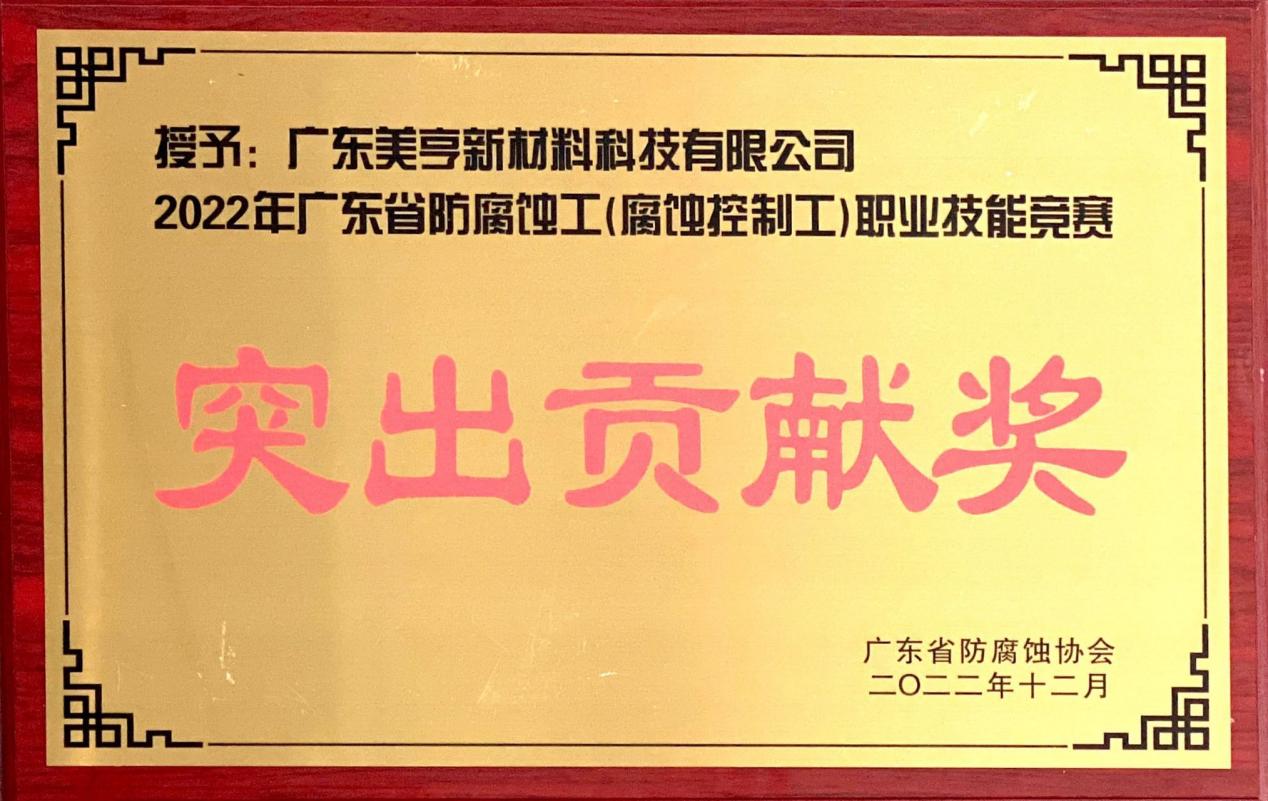 授予：广东美亨新材料科技有限公司
2022年广东省防腐蚀工(腐蚀控制工)职业技能竞赛
突出贡献奖
广东省防腐蚀协会
二〇二二年十二月